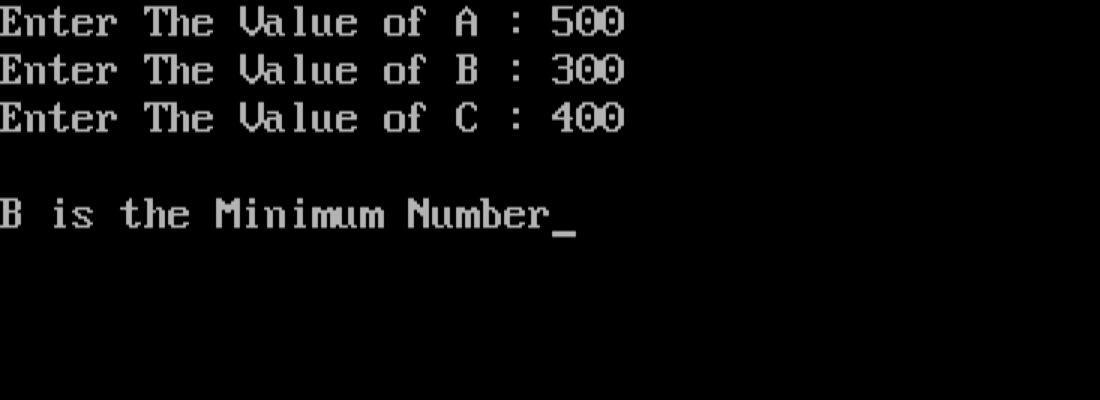 Enter The Value of A : 500
Enter The Value of B : 300
Enter The Value of C : 400
B is the Minimum Number_